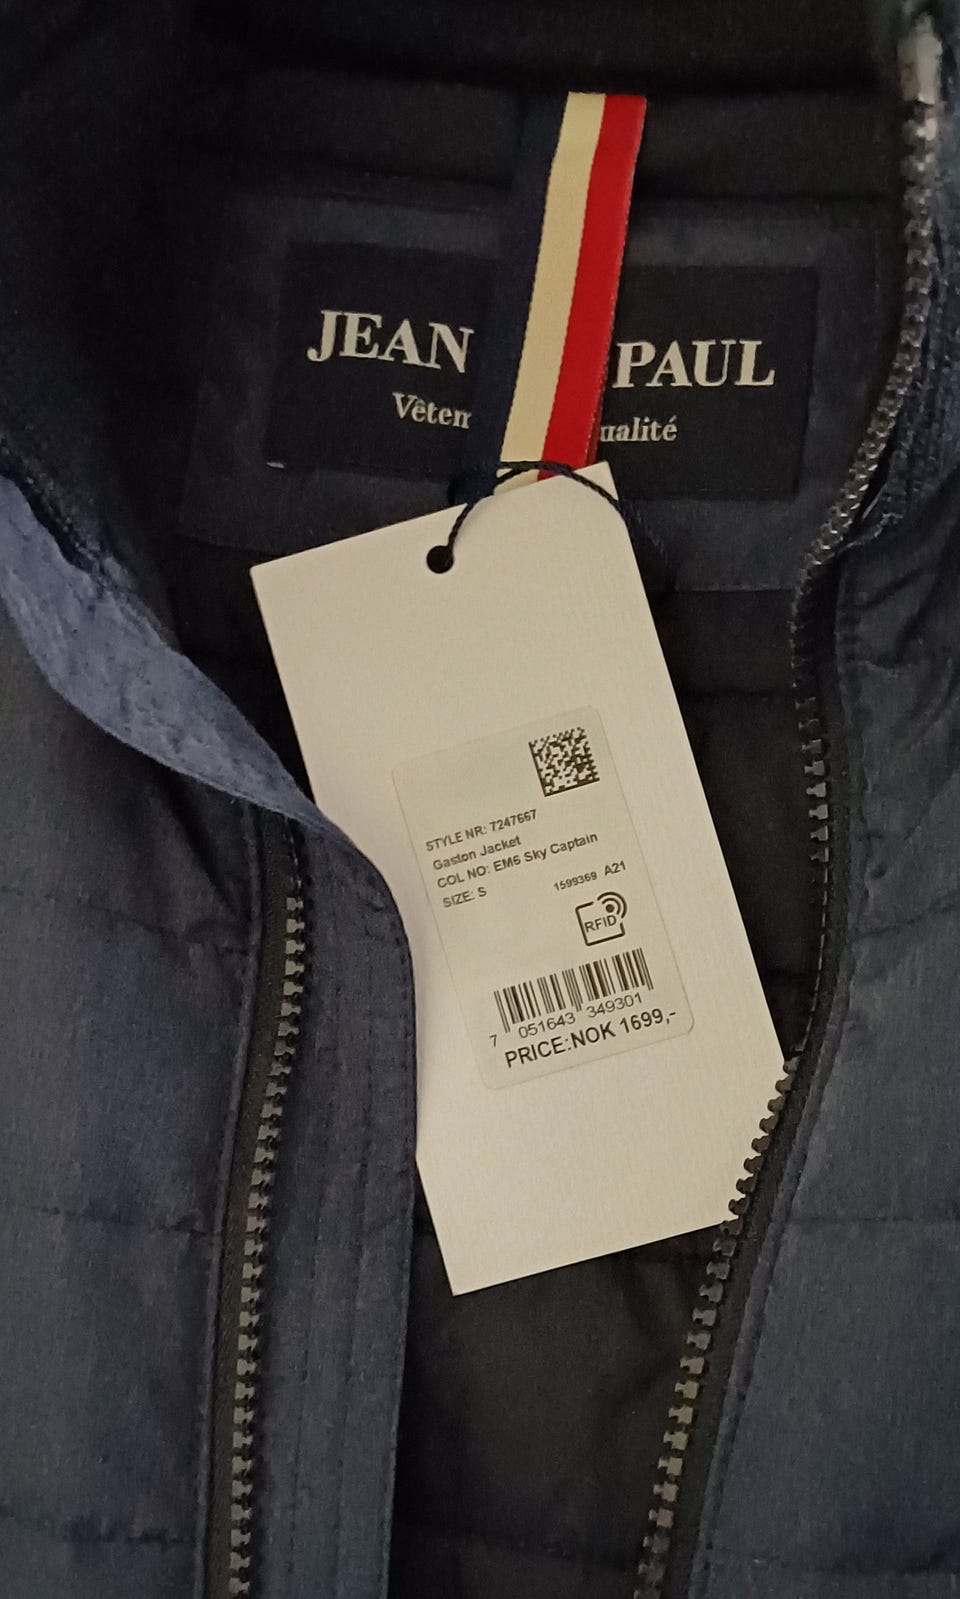 JEAN PAUL
Vêtem ualité
STYLE NR: 7247667
Gaston Jacket
COL NO: EM6 Sky Captain
SIZE: S
1599369 A21
RFID
7 051643 349301
PRICE:NOK 1699,-